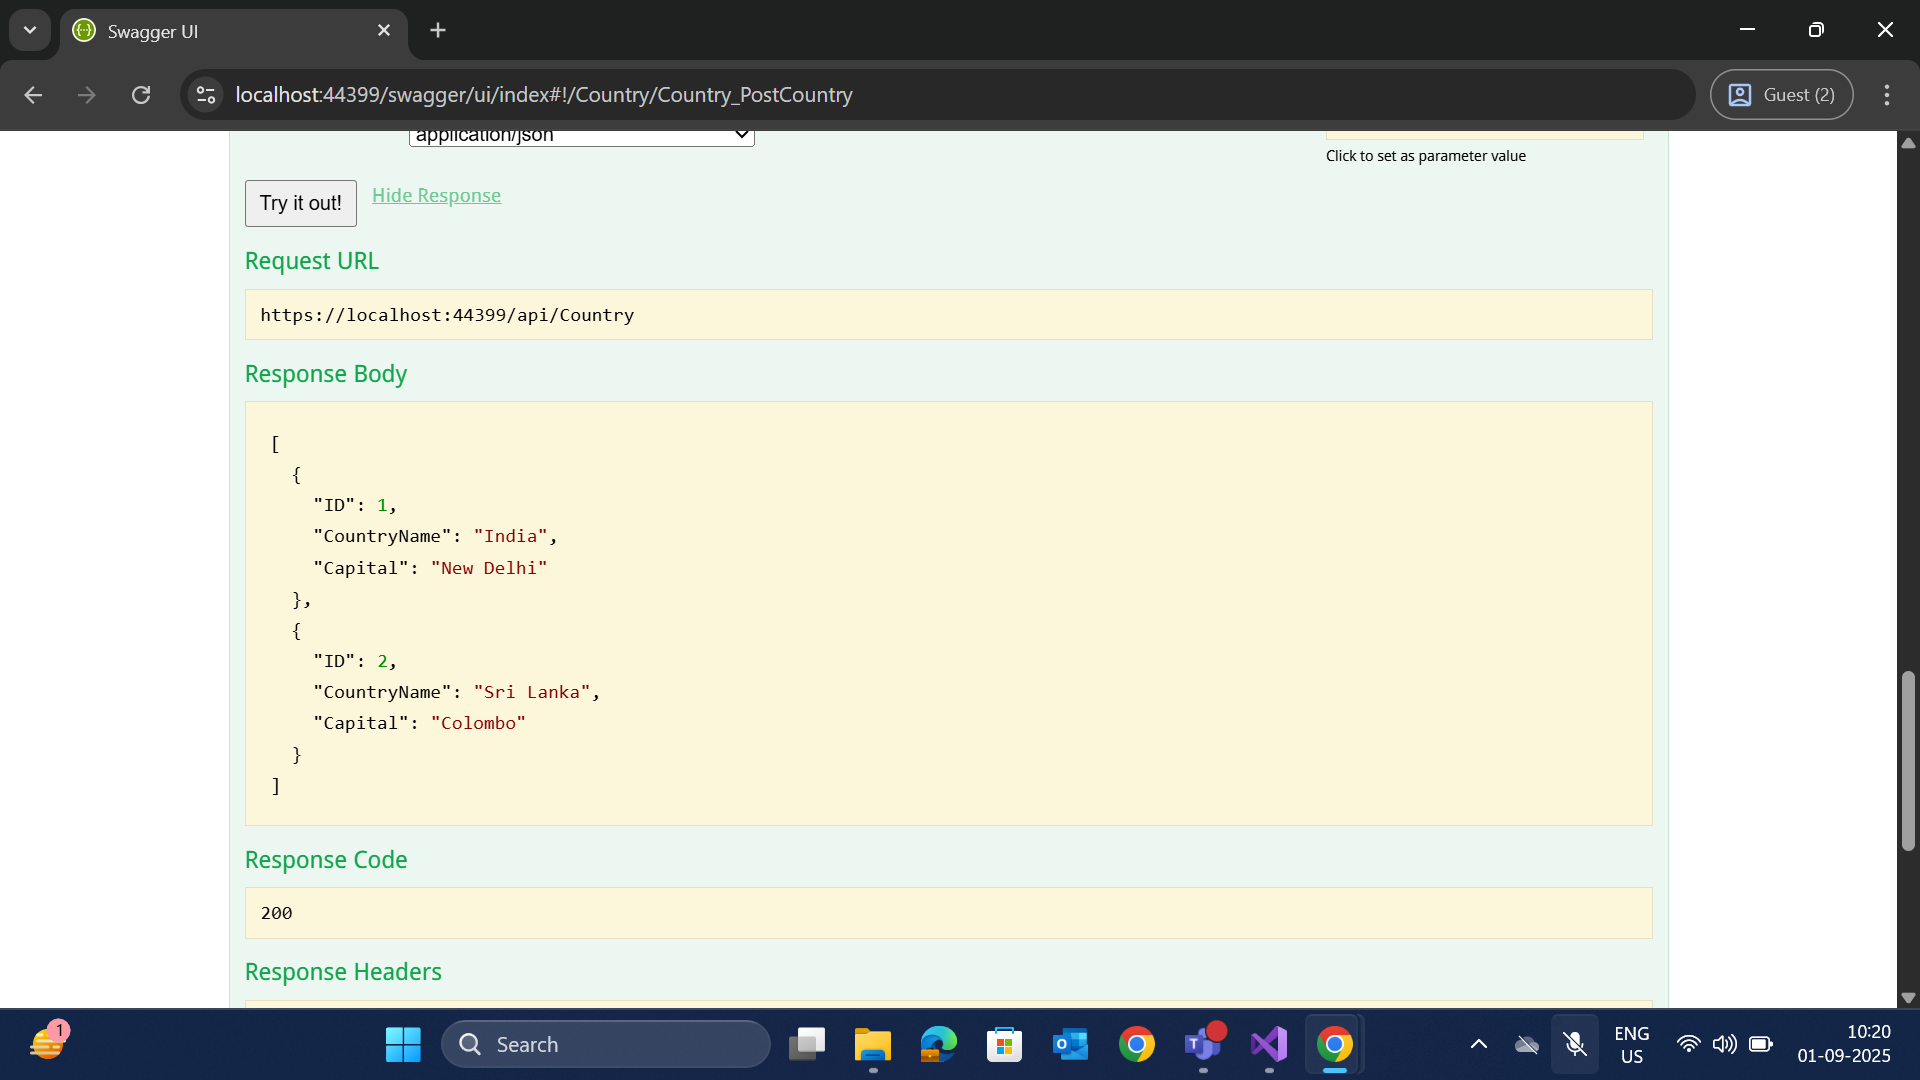 Swagger UI
localhost:44399/swagger/ui/index#!/Country/Country_PostCountry
Guest (2)
application/json
Click to set as parameter value
Try it out!
Hide Response
Request URL
https://localhost:44399/api/Country
Response Body
[
{
"ID": 1,
"CountryName": "India",
"Capital": "New Delhi"
},
{
"ID": 2,
"CountryName": "Sri Lanka",
"Capital": "Colombo"
}
]
Response Code
200
Response Headers
1
Search
ENG
US
10:20
01-09-2025